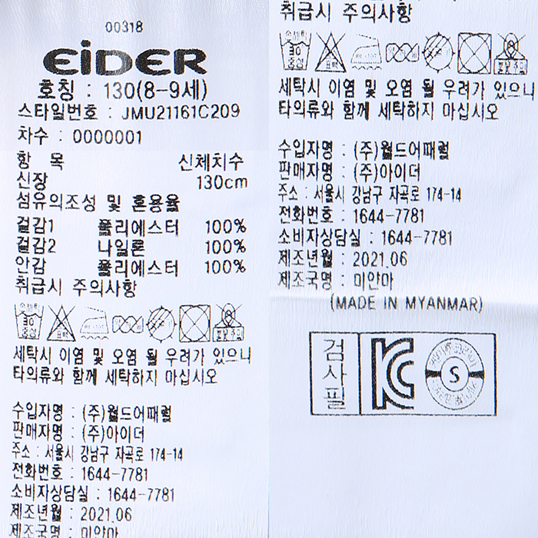 00318
EiDER
호칭 : 130(8-9세)
스타일번호 : JMU21161C209
차수 : 0000001
항 목 신체치수
신장 130cm
섬유의조성 및 혼용율
겉감1 폴리에스터 100%
겉감2 나일론 100%
안감 폴리에스터 100%
취급시 주의사항
30
중성
세탁시 이염 및 오염 될 우려가 있으니
타의류와 함께 세탁하지 마십시오
수입자명 : (주)월드어패럴
판매자명 : (주)아이더
주소 : 서울시 강남구 자곡로 174-14
전화번호 : 1644-7781
소비자상담실 : 1644-7781
제조년월 : 2021.06
제조국명 : 미얀마
취급시 주의사항
30
중성
세탁시 이염 및 오염 될 우려가 있으니
타의류와 함께 세탁하지 마십시오
수입자명 : (주)월드어패럴
판매자명 : (주)아이더
주소 : 서울시 강남구 자곡로 174-14
전화번호 : 1644-7781
소비자상담실 : 1644-7781
제조년월 : 2021.06
제조국명 : 미얀마
(MADE IN MYANMAR)
검사필
KC
S